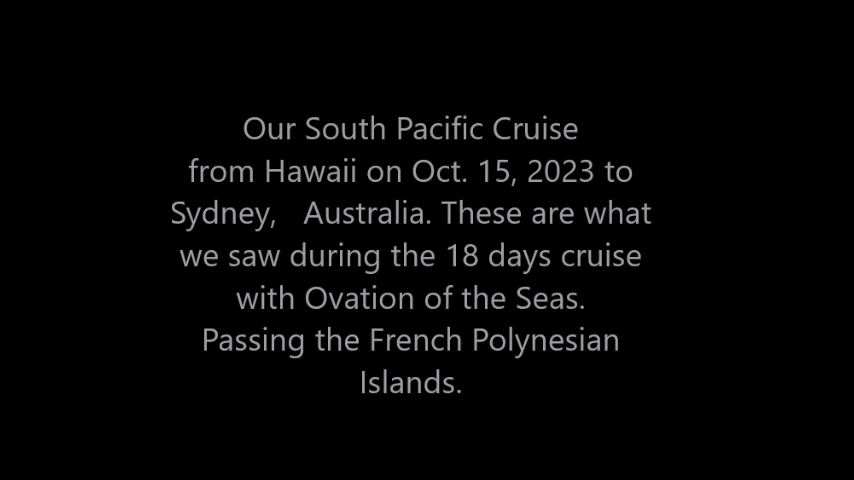 Our South Pacific Cruise
from Hawaii on Oct. 15, 2023 to
Sydney,   Australia. These are what
we saw during the 18 days cruise
with Ovation of the Seas.
Passing the French Polynesian
Islands.